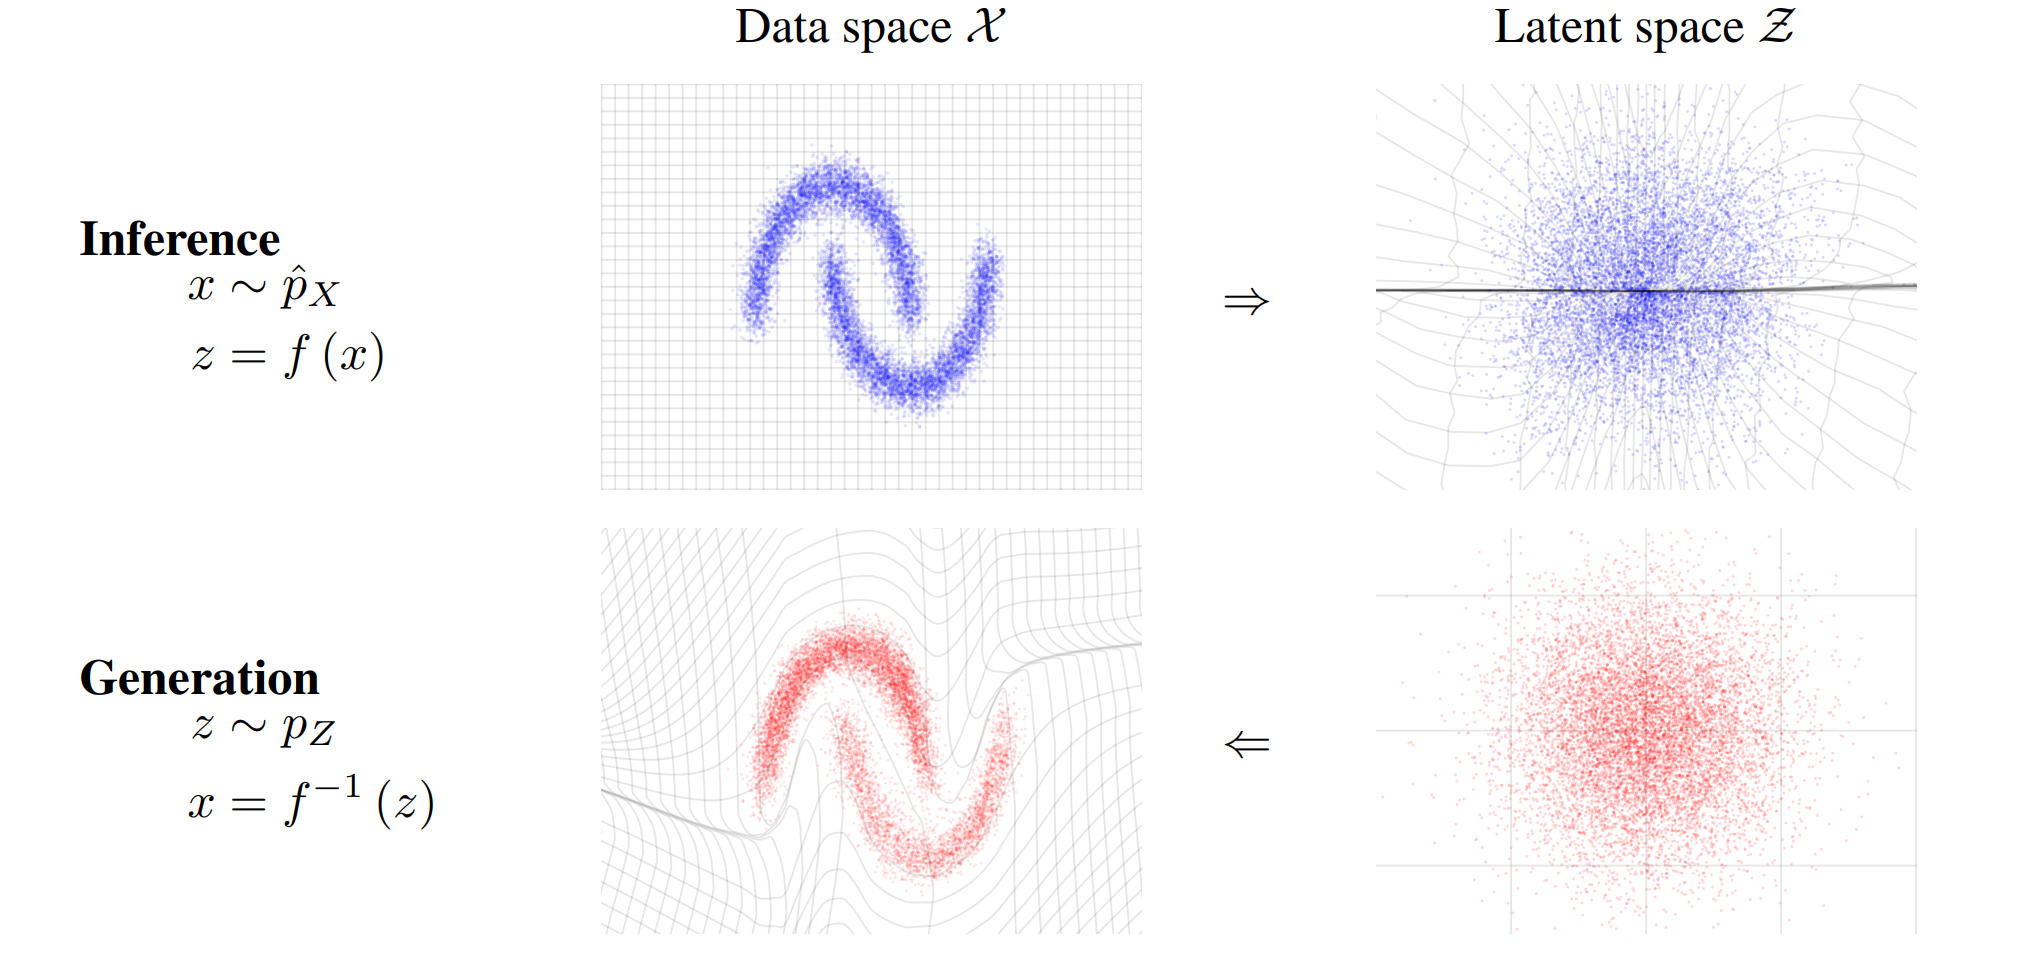 Data space 𝒳
Latent space 𝒵
Inference
x ∼ p̂_X
z = f (x)
⇒
Generation
z ∼ p_Z
x = f⁻¹ (z)
⇐